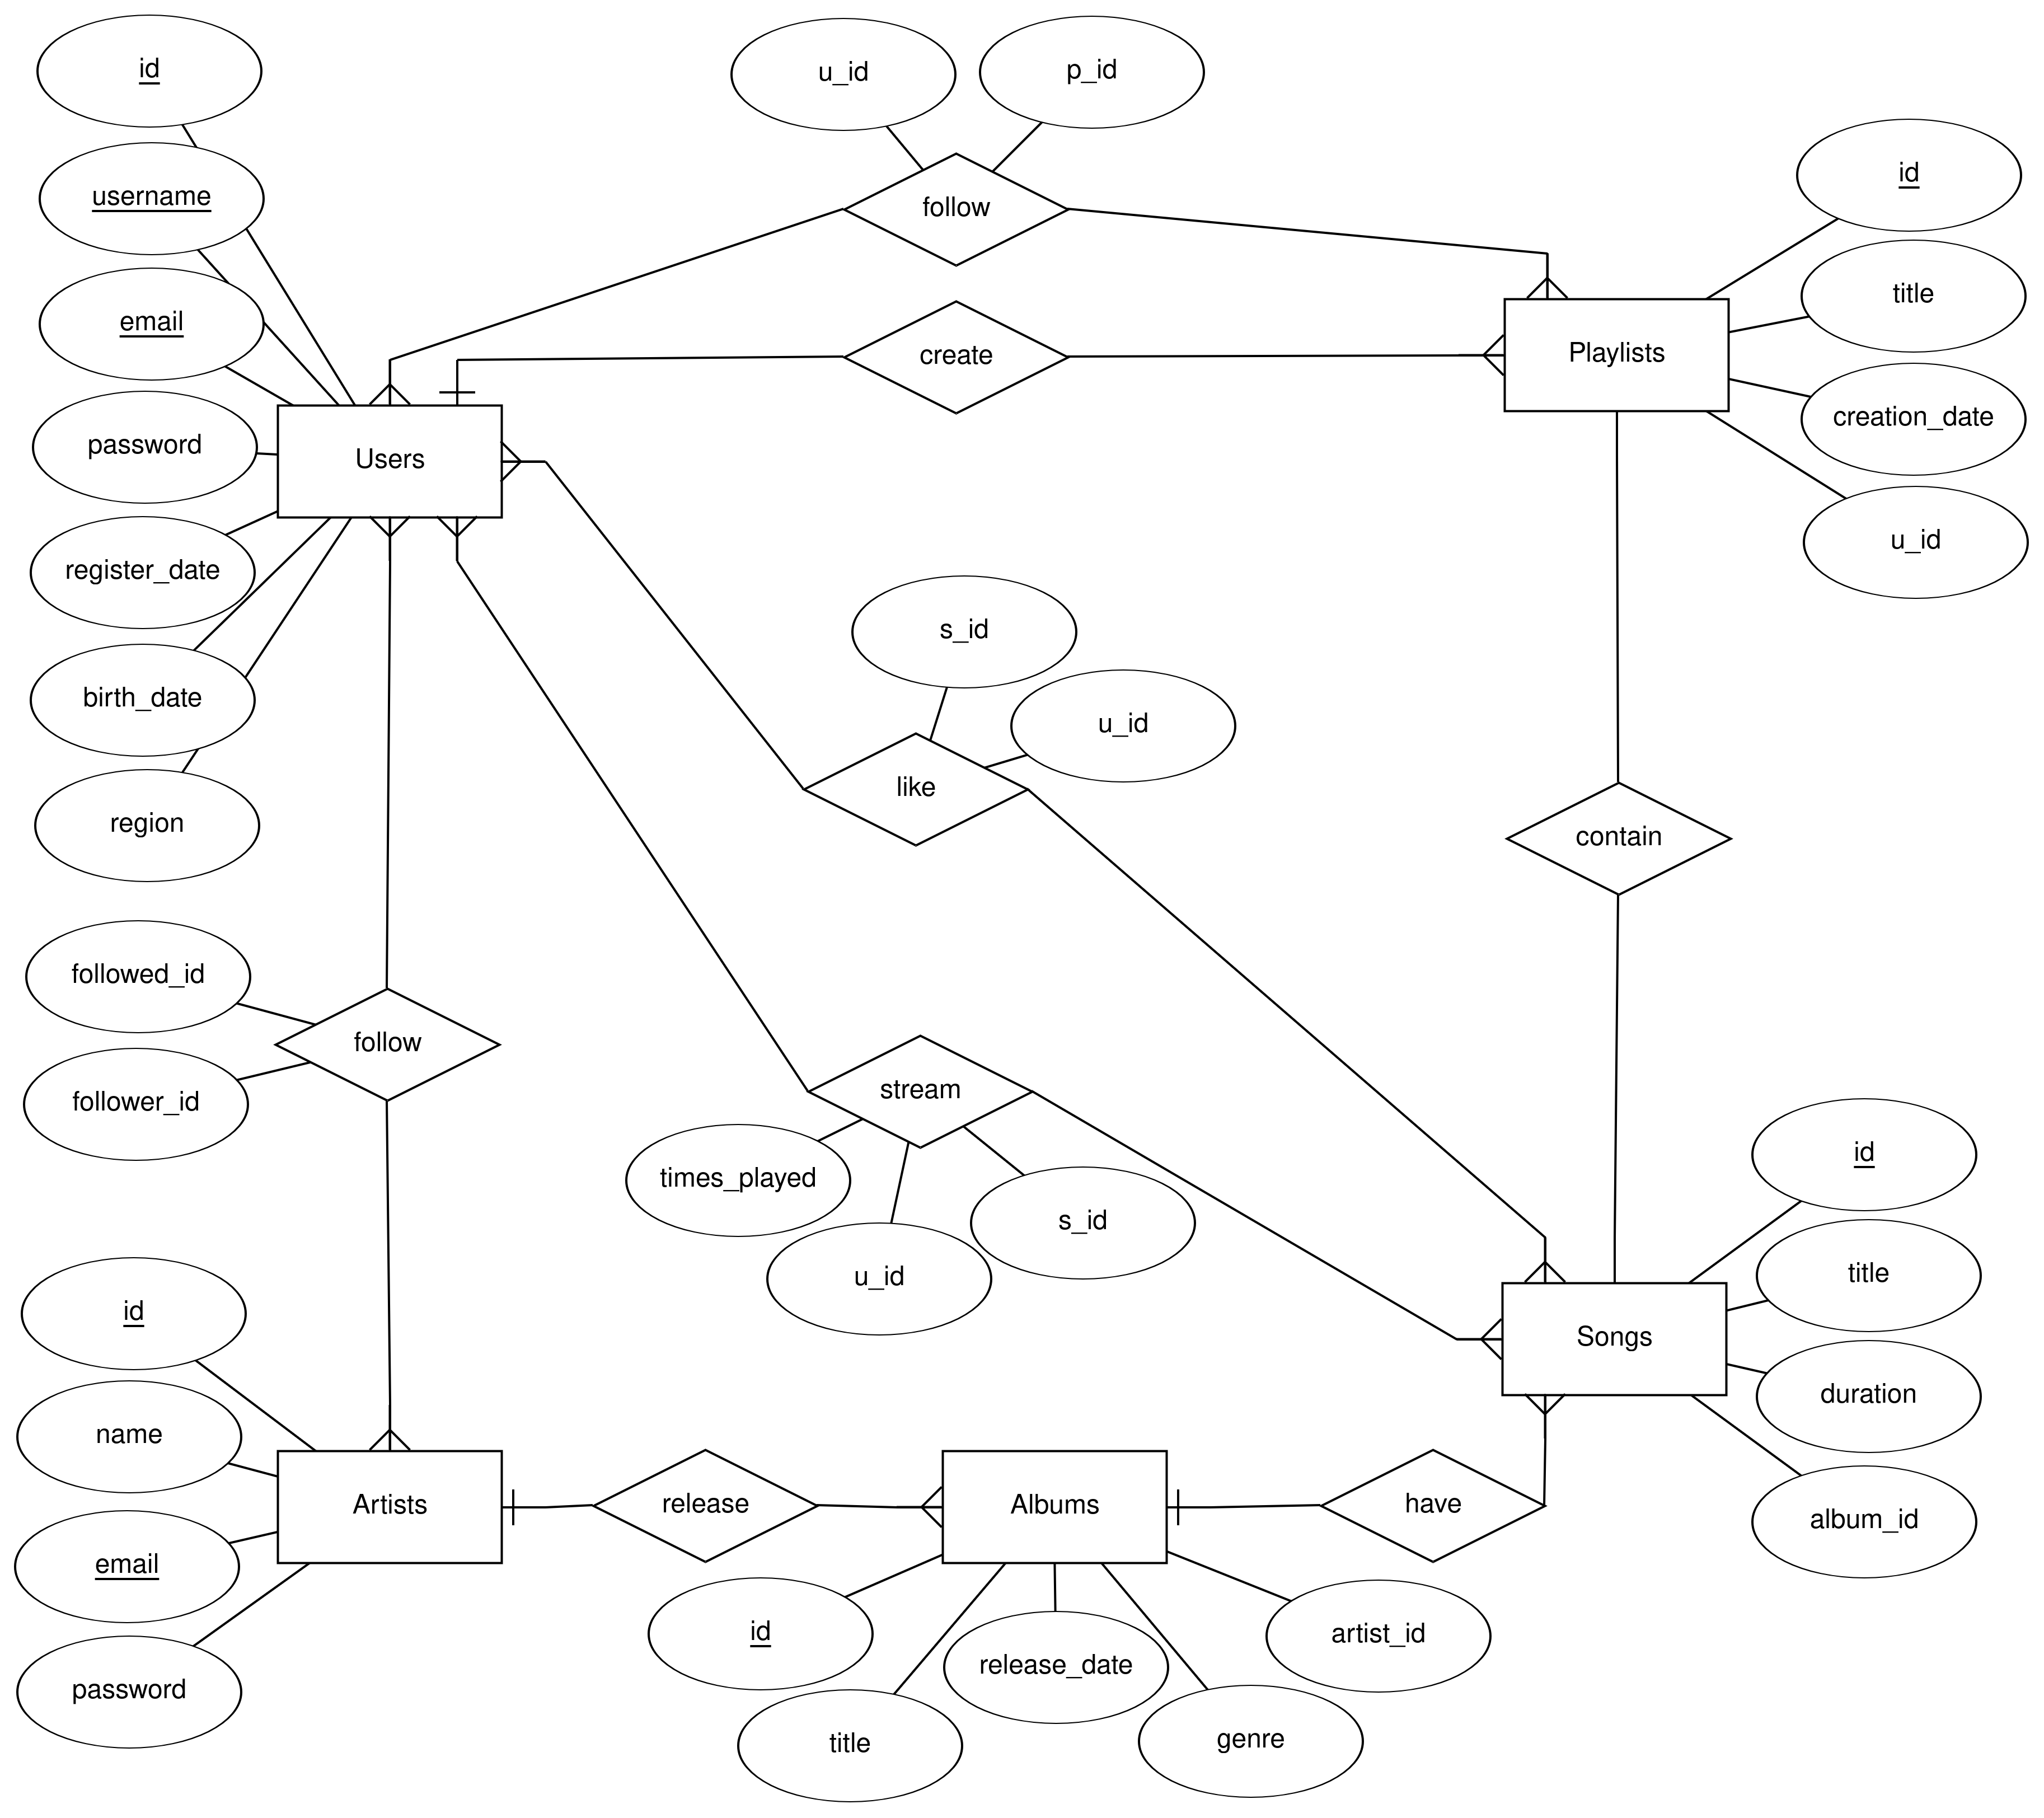 id
u_id
p_id
username
id
follow
email
title
create
Playlists
password
creation_date
Users
register_date
u_id
s_id
birth_date
u_id
like
region
contain
followed_id
follow
stream
follower_id
id
times_played
s_id
u_id
title
id
Songs
duration
name
Artists
release
Albums
have
album_id
email
id
artist_id
release_date
password
title
genre